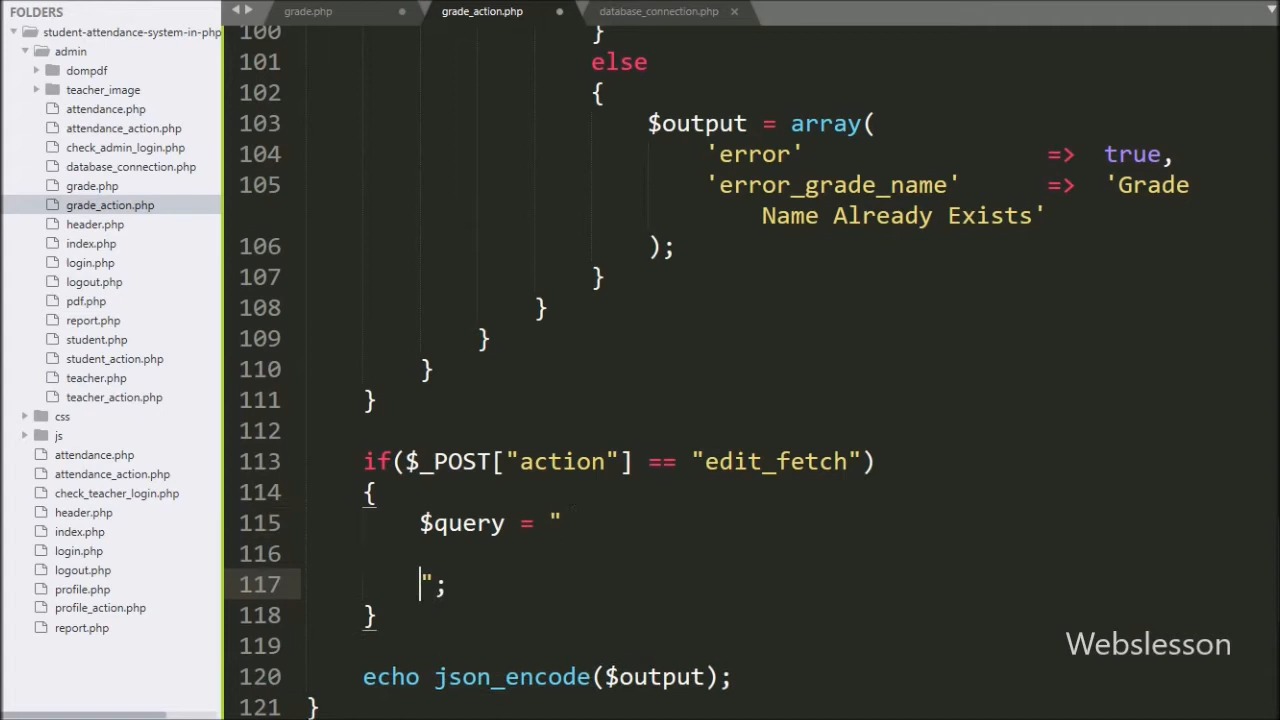 FOLDERS
student-attendance-system-in-php
admin
dompdf
teacher_image
attendance.php
attendance_action.php
check_admin_login.php
database_connection.php
grade.php
grade_action.php
header.php
index.php
login.php
logout.php
pdf.php
report.php
student.php
student_action.php
teacher.php
teacher_action.php
css
js
attendance.php
attendance_action.php
check_teacher_login.php
header.php
index.php
login.php
logout.php
profile.php
profile_action.php
report.php
grade.php
grade_action.php
database_connection.php
100 }
101 else
102 {
103 $output = array(
104 'error' => true,
105 'error_grade_name' => 'Grade
Name Already Exists'
106 );
107 }
108 }
109 }
110 }
111 }
112
113 if($_POST["action"] == "edit_fetch")
114 {
115 $query = "
116
117 ";
118 }
119
120 echo json_encode($output);
121 }
Webslesson